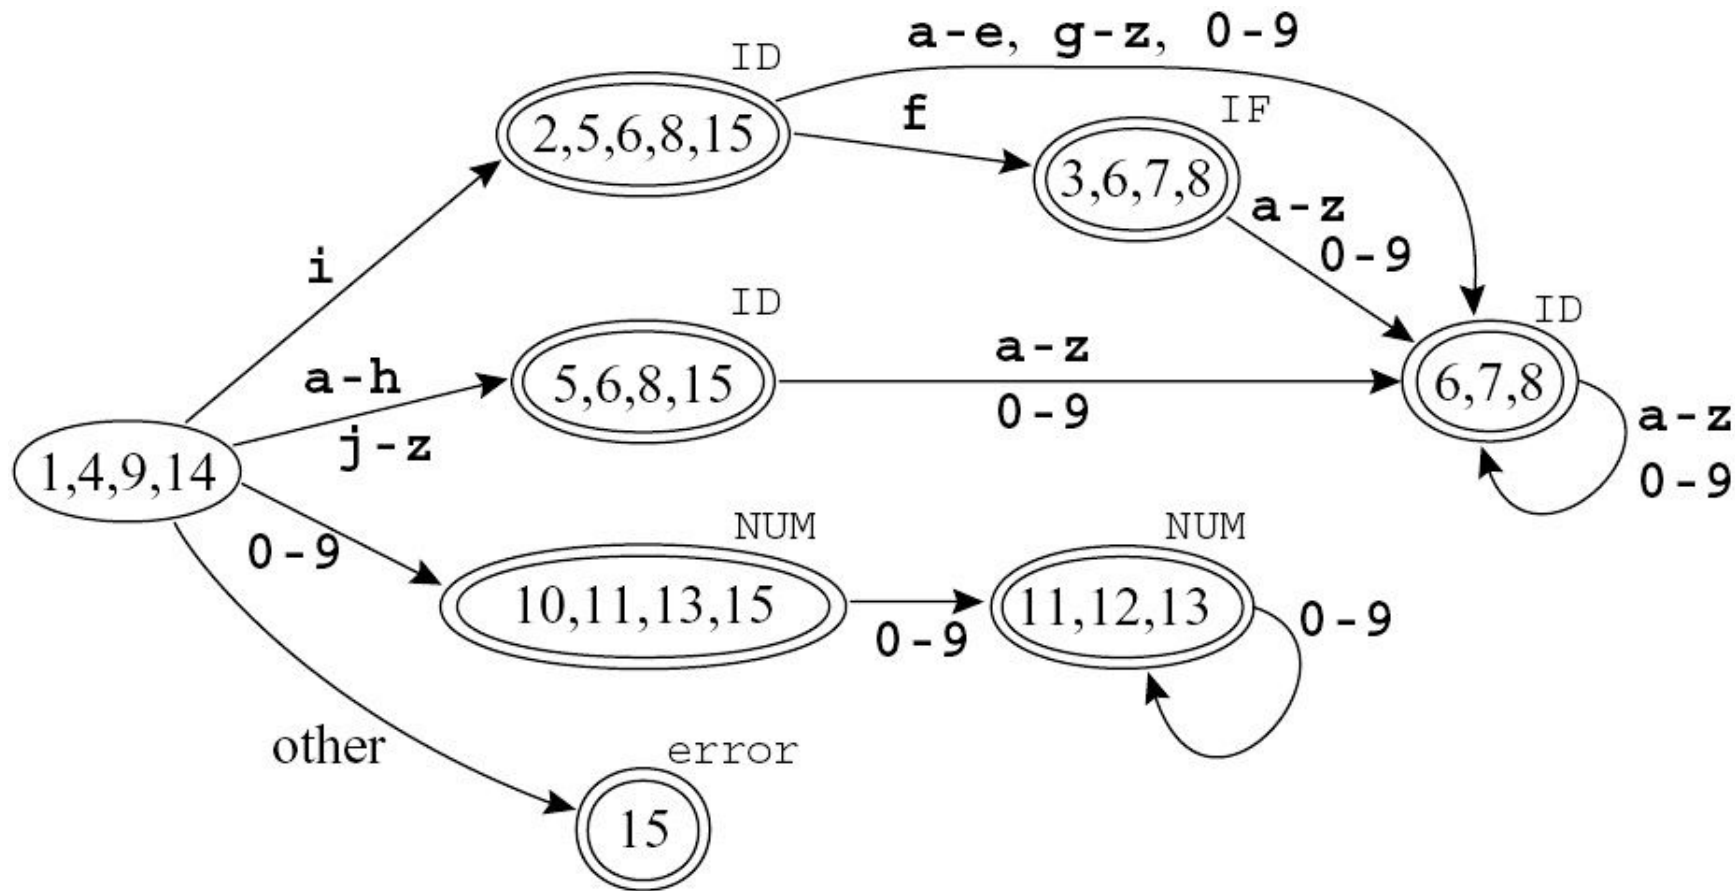 a-e, g-z, 0-9
ID
f
IF
2,5,6,8,15
3,6,7,8
a-z
0-9
i
ID
ID
a-z
a-h
5,6,8,15
6,7,8
0-9
a-z
j-z
1,4,9,14
0-9
NUM
NUM
0-9
10,11,13,15
11,12,13
0-9
0-9
other
error
15